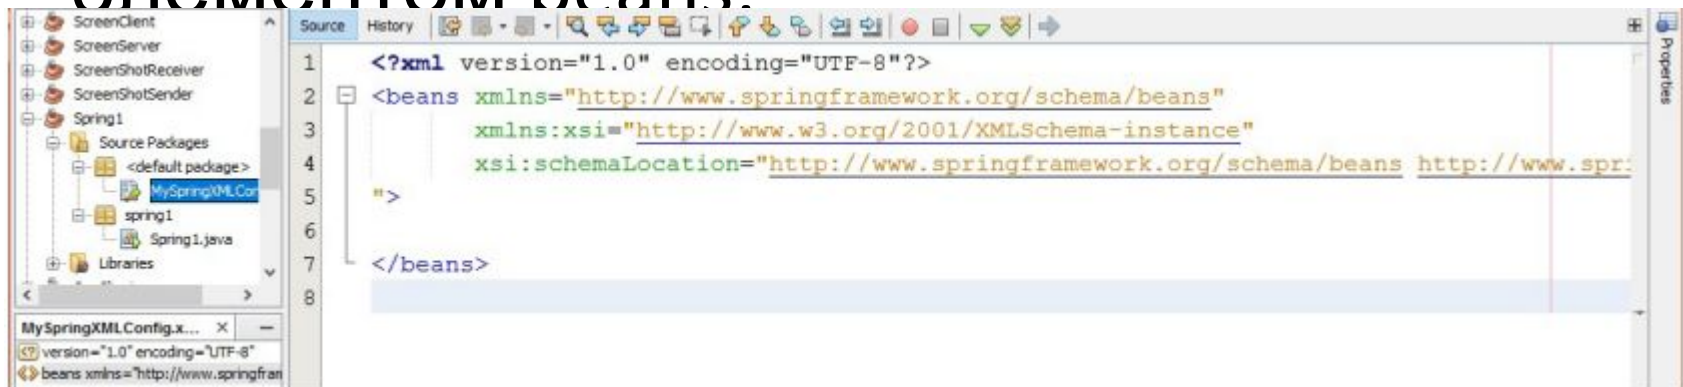 элементом beans.
ScreenClient
ScreenServer
ScreenShotReceiver
ScreenShotSender
Spring1
Source Packages
<default package>
MySpringXMLCon
spring1
Spring1.java
Libraries
MySpringXMLConfig.x...
version="1.0" encoding="UTF-8"
beans xmlns="http://www.springfran
Source History
1 <?xml version="1.0" encoding="UTF-8"?>
2 <beans xmlns="http://www.springframework.org/schema/beans"
3 xmlns:xsi="http://www.w3.org/2001/XMLSchema-instance"
4 xsi:schemaLocation="http://www.springframework.org/schema/beans http://www.spri
5 ">
6
7 </beans>
8
Properties